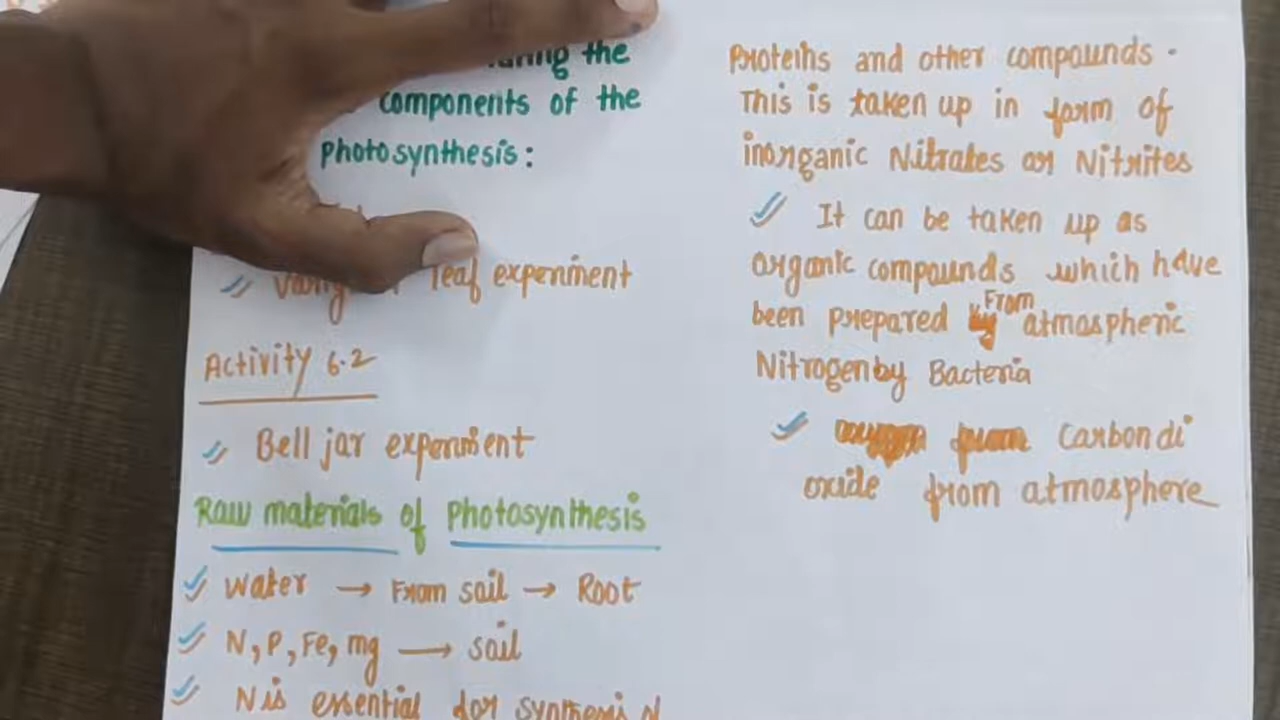 the
components of the
photosynthesis:
leaf experiment
Activity 6.2
Bell jar experiment
Raw materials of photosynthesis
Water → From soil → Root
N, P, Fe, mg → soil
N is essential for synthesis of
Proteins and other compounds.
This is taken up in form of
inorganic Nitrates or Nitrites
It can be taken up as
organic compounds which have
been prepared From atmospheric
Nitrogen by Bacteria
Carbon di
oxide from atmosphere